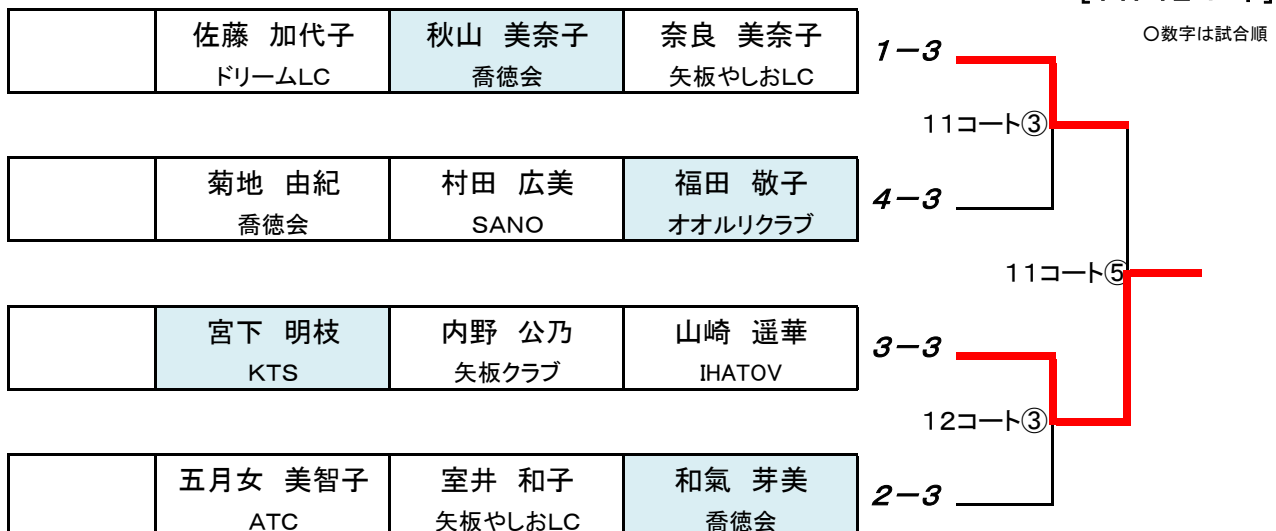 ○数字は試合順
佐藤 加代子 秋山 美奈子 奈良 美奈子
ドリームLC 喬徳会 矢板やしおLC
1-3
11コート③
菊地 由紀 村田 広美 福田 敬子
喬徳会 SANO オオルリクラブ
4-3
11コート⑤
宮下 明枝 内野 公乃 山崎 遥華
KTS 矢板クラブ IHATOV
3-3
12コート③
五月女 美智子 室井 和子 和氣 芽美
ATC 矢板やしおLC 喬徳会
2-3